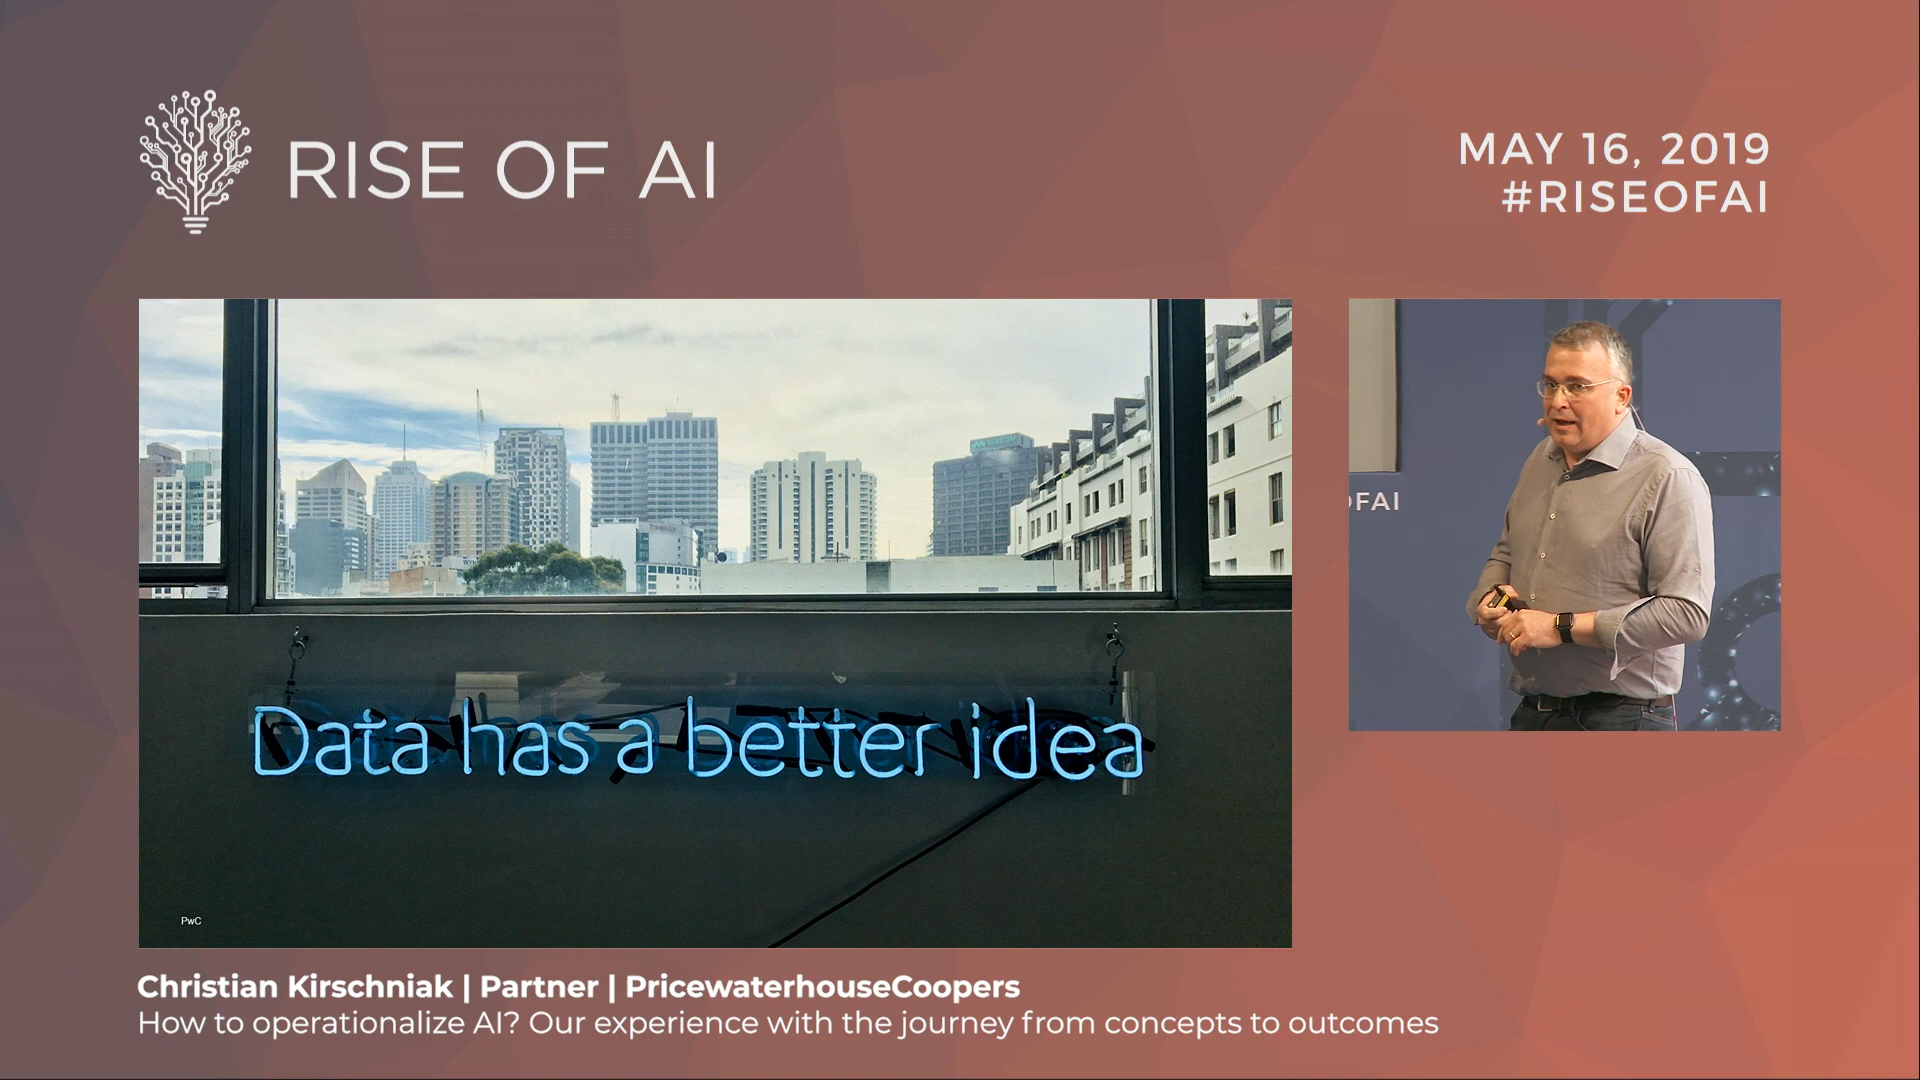 RISE OF AI
MAY 16, 2019
#RISEOFAI
Data has a better idea
OFAI
PwC
Christian Kirschniak | Partner | PricewaterhouseCoopers
How to operationalize AI? Our experience with the journey from concepts to outcomes